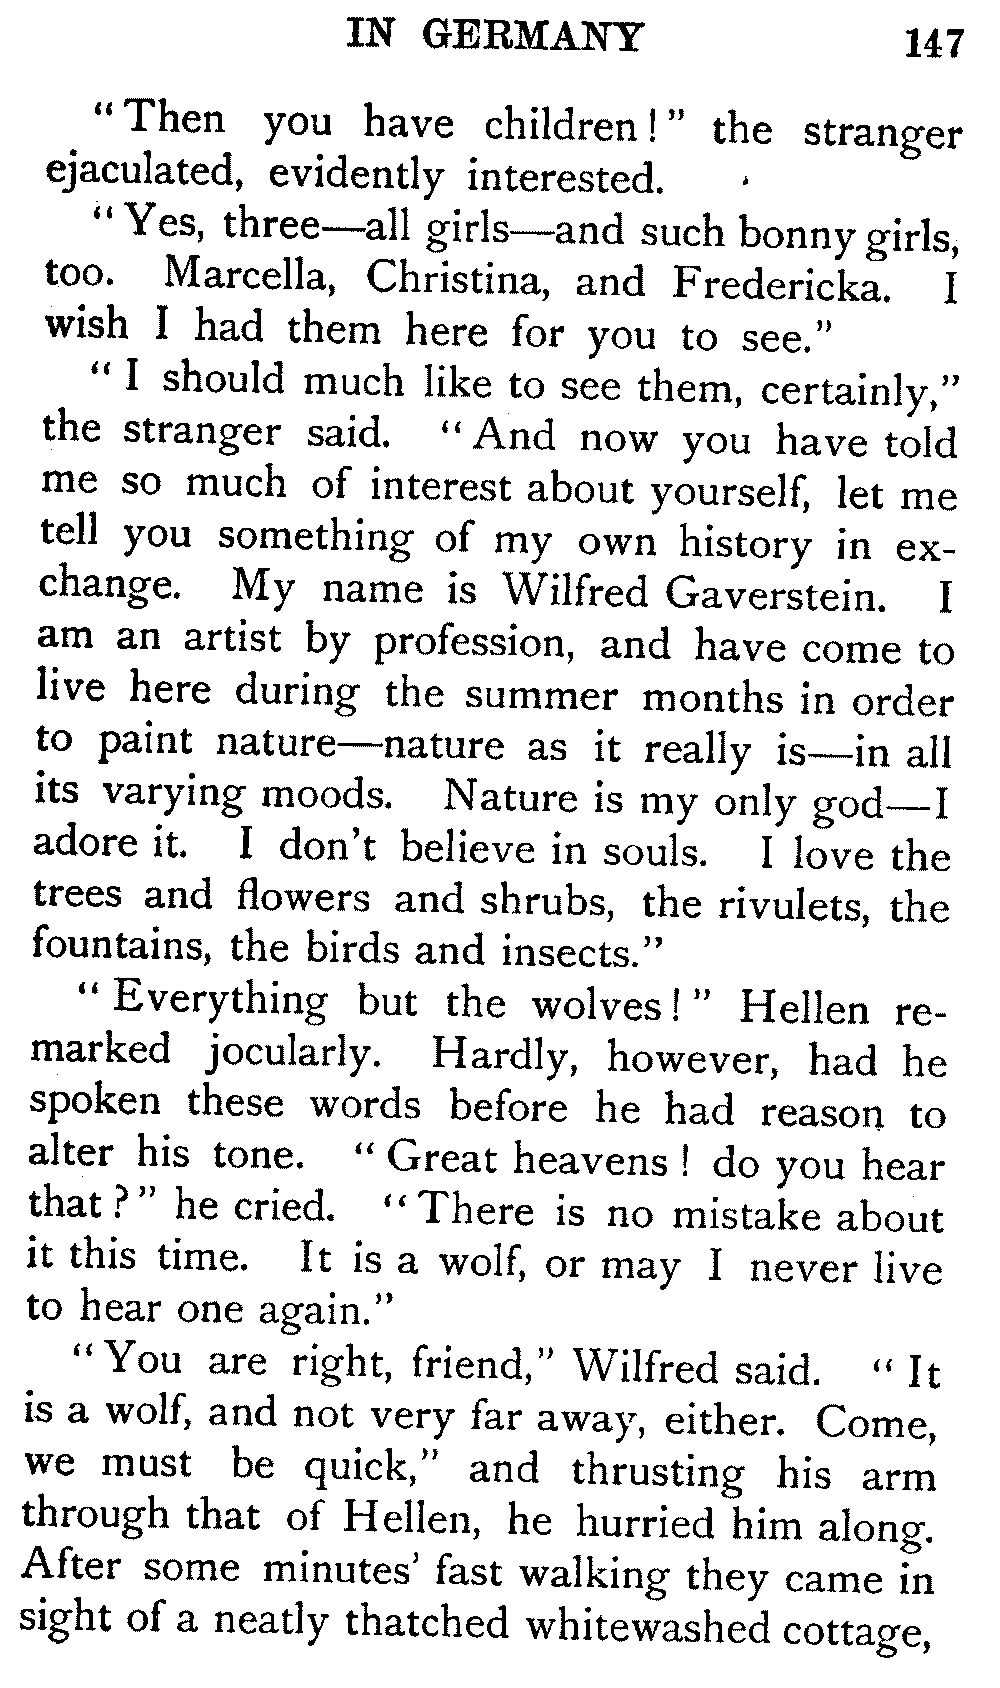 IN GERMANY 147
“Then you have children!” the stranger
ejaculated, evidently interested.
“Yes, three—all girls—and such bonny girls,
too. Marcella, Christina, and Fredericka. I
wish I had them here for you to see.”
“I should much like to see them, certainly,”
the stranger said. “And now you have told
me so much of interest about yourself, let me
tell you something of my own history in ex-
change. My name is Wilfred Gaverstein. I
am an artist by profession, and have come to
live here during the summer months in order
to paint nature—nature as it really is—in all
its varying moods. Nature is my only god—I
adore it. I don’t believe in souls. I love the
trees and flowers and shrubs, the rivulets, the
fountains, the birds and insects.”
“Everything but the wolves!” Hellen re-
marked jocularly. Hardly, however, had he
spoken these words before he had reason to
alter his tone. “Great heavens! do you hear
that?” he cried. “There is no mistake about
it this time. It is a wolf, or may I never live
to hear one again.”
“You are right, friend,” Wilfred said. “It
is a wolf, and not very far away, either. Come,
we must be quick,” and thrusting his arm
through that of Hellen, he hurried him along.
After some minutes’ fast walking they came in
sight of a neatly thatched whitewashed cottage,